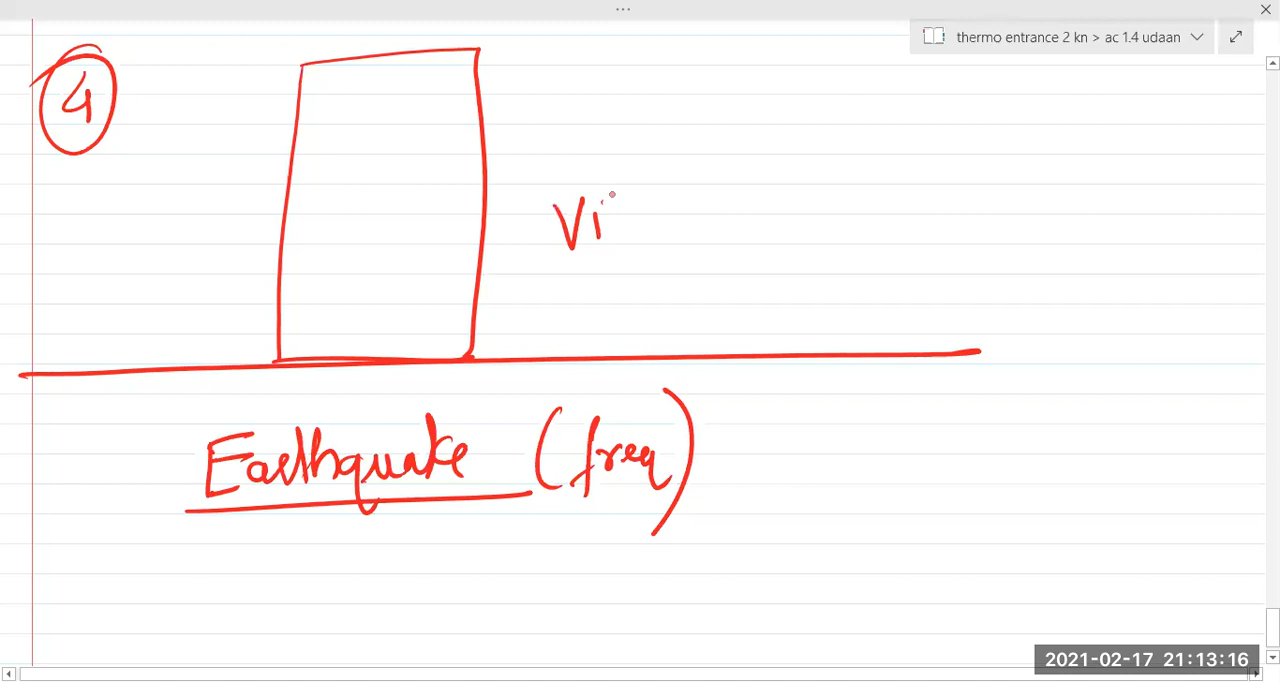 thermo entrance 2 kn > ac 1.4 udaan
4
Vi
Earthquake (freq)
2021-02-17 21:13:16